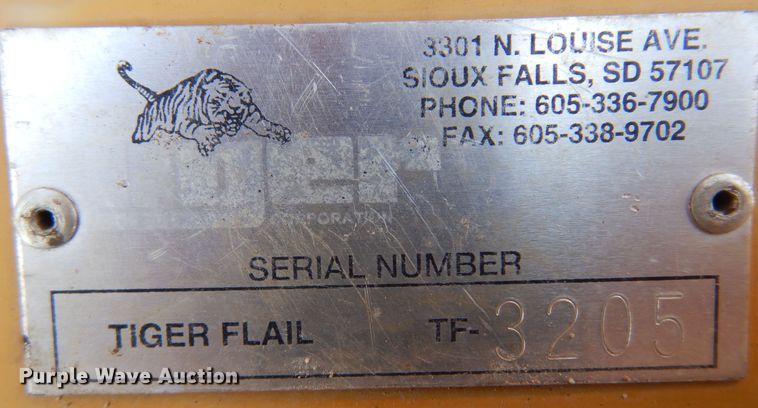 3301 N. LOUISE AVE.
SIOUX FALLS, SD 57107
PHONE: 605-336-7900
FAX: 605-338-9702
CORPORATION
SERIAL NUMBER
TIGER FLAIL TF-3205
Purple Wave Auction